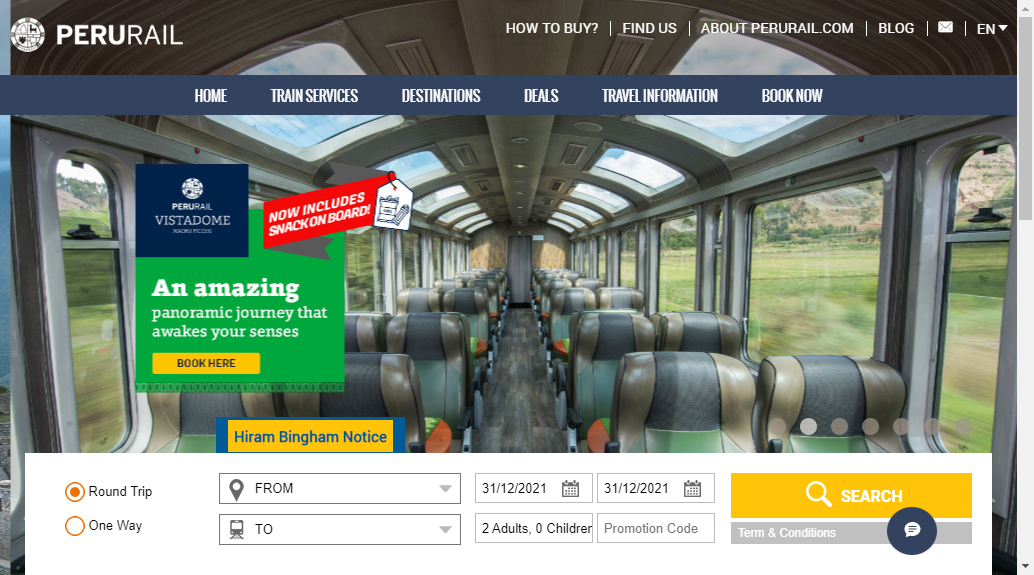 PERURAIL
HOW TO BUY?
FIND US
ABOUT PERURAIL.COM
BLOG
EN
HOME
TRAIN SERVICES
DESTINATIONS
DEALS
TRAVEL INFORMATION
BOOK NOW
PERURAIL
VISTADOME
MACHU PICCHU
NOW INCLUDES
SNACK ON BOARD!
An amazing
panoramic journey that
awakes your senses
BOOK HERE
Hiram Bingham Notice
Round Trip
FROM
31/12/2021
31/12/2021
SEARCH
One Way
TO
2 Adults, 0 Children
Promotion Code
Term & Conditions